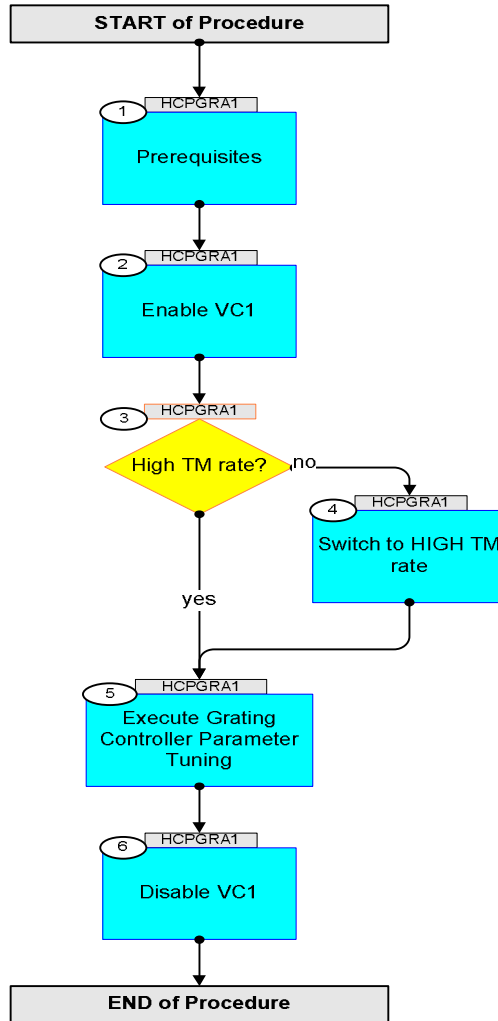 START of Procedure
HCPGRA1
1
Prerequisites
HCPGRA1
2
Enable VC1
HCPGRA1
3
High TM rate?
no
HCPGRA1
4
Switch to HIGH TM
rate
yes
HCPGRA1
5
Execute Grating
Controller Parameter
Tuning
HCPGRA1
6
Disable VC1
END of Procedure